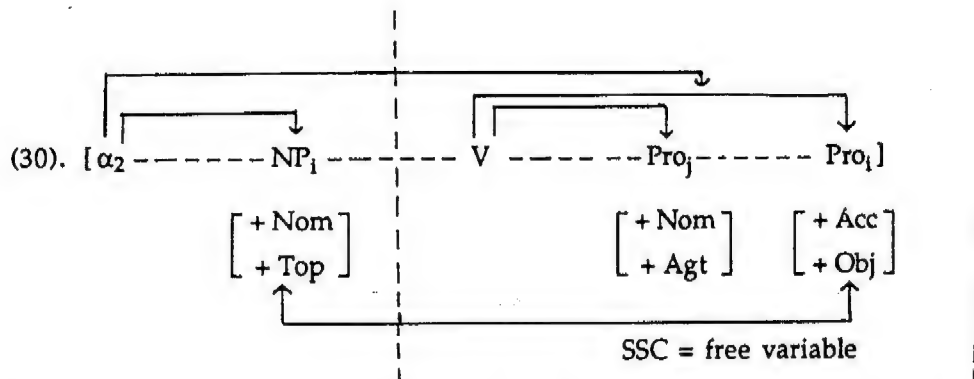 (30). [α₂ ---------- NPᵢ ---------- V ---------- Proⱼ ---------- Proᵢ]
[+ Nom] [+ Nom] [+ Acc]
[+ Top] [+ Agt] [+ Obj]
SSC = free variable